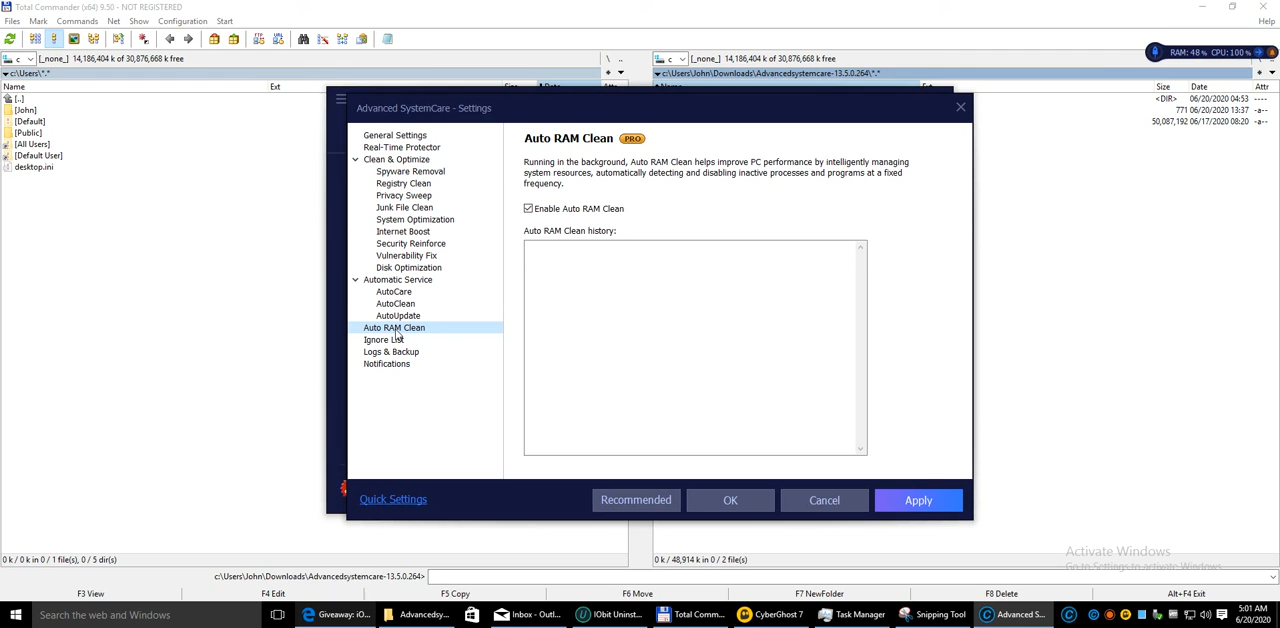 Total Commander (x64) 9.50 - NOT REGISTERED
Files Mark Commands Net Show Configuration Start Help
c [_none_] 14,186,404 k of 30,876,668 k free \ ..
c [_none_] 14,186,404 k of 30,876,668 k free
RAM: 48 % CPU: 100 %
c:\Users\*.*
c:\Users\John\Downloads\Advancedsystemcare-13.5.0.264\*.*
Name Ext
Size Date Attr
[..]
<DIR> 06/20/2020 04:53 ----
[John]
771 06/20/2020 13:37 -a--
[Default]
50,087,192 06/17/2020 08:20 -a--
[Public]
[All Users]
[Default User]
desktop.ini
Advanced SystemCare - Settings
General Settings
Real-Time Protector
Clean & Optimize
Spyware Removal
Registry Clean
Privacy Sweep
Junk File Clean
System Optimization
Internet Boost
Security Reinforce
Vulnerability Fix
Disk Optimization
Automatic Service
AutoCare
AutoClean
AutoUpdate
Auto RAM Clean
Ignore List
Logs & Backup
Notifications
Auto RAM Clean PRO
Running in the background, Auto RAM Clean helps improve PC performance by intelligently managing
system resources, automatically detecting and disabling inactive processes and programs at a fixed
frequency.
Enable Auto RAM Clean
Auto RAM Clean history:
Quick Settings
Recommended OK Cancel Apply
Activate Windows
Go to Settings to activate Windows.
0 k / 0 k in 0 / 1 file(s), 0 / 5 dir(s)
0 k / 48,914 k in 0 / 2 file(s)
c:\Users\John\Downloads\Advancedsystemcare-13.5.0.264>
F3 View F4 Edit F5 Copy F6 Move F7 NewFolder F8 Delete Alt+F4 Exit
Search the web and Windows
Giveaway: iO...
Advancedsy...
Inbox - Outl...
IObit Uninst...
Total Comm...
CyberGhost 7
Task Manager
Snipping Tool
Advanced S...
5:01 AM
6/20/2020